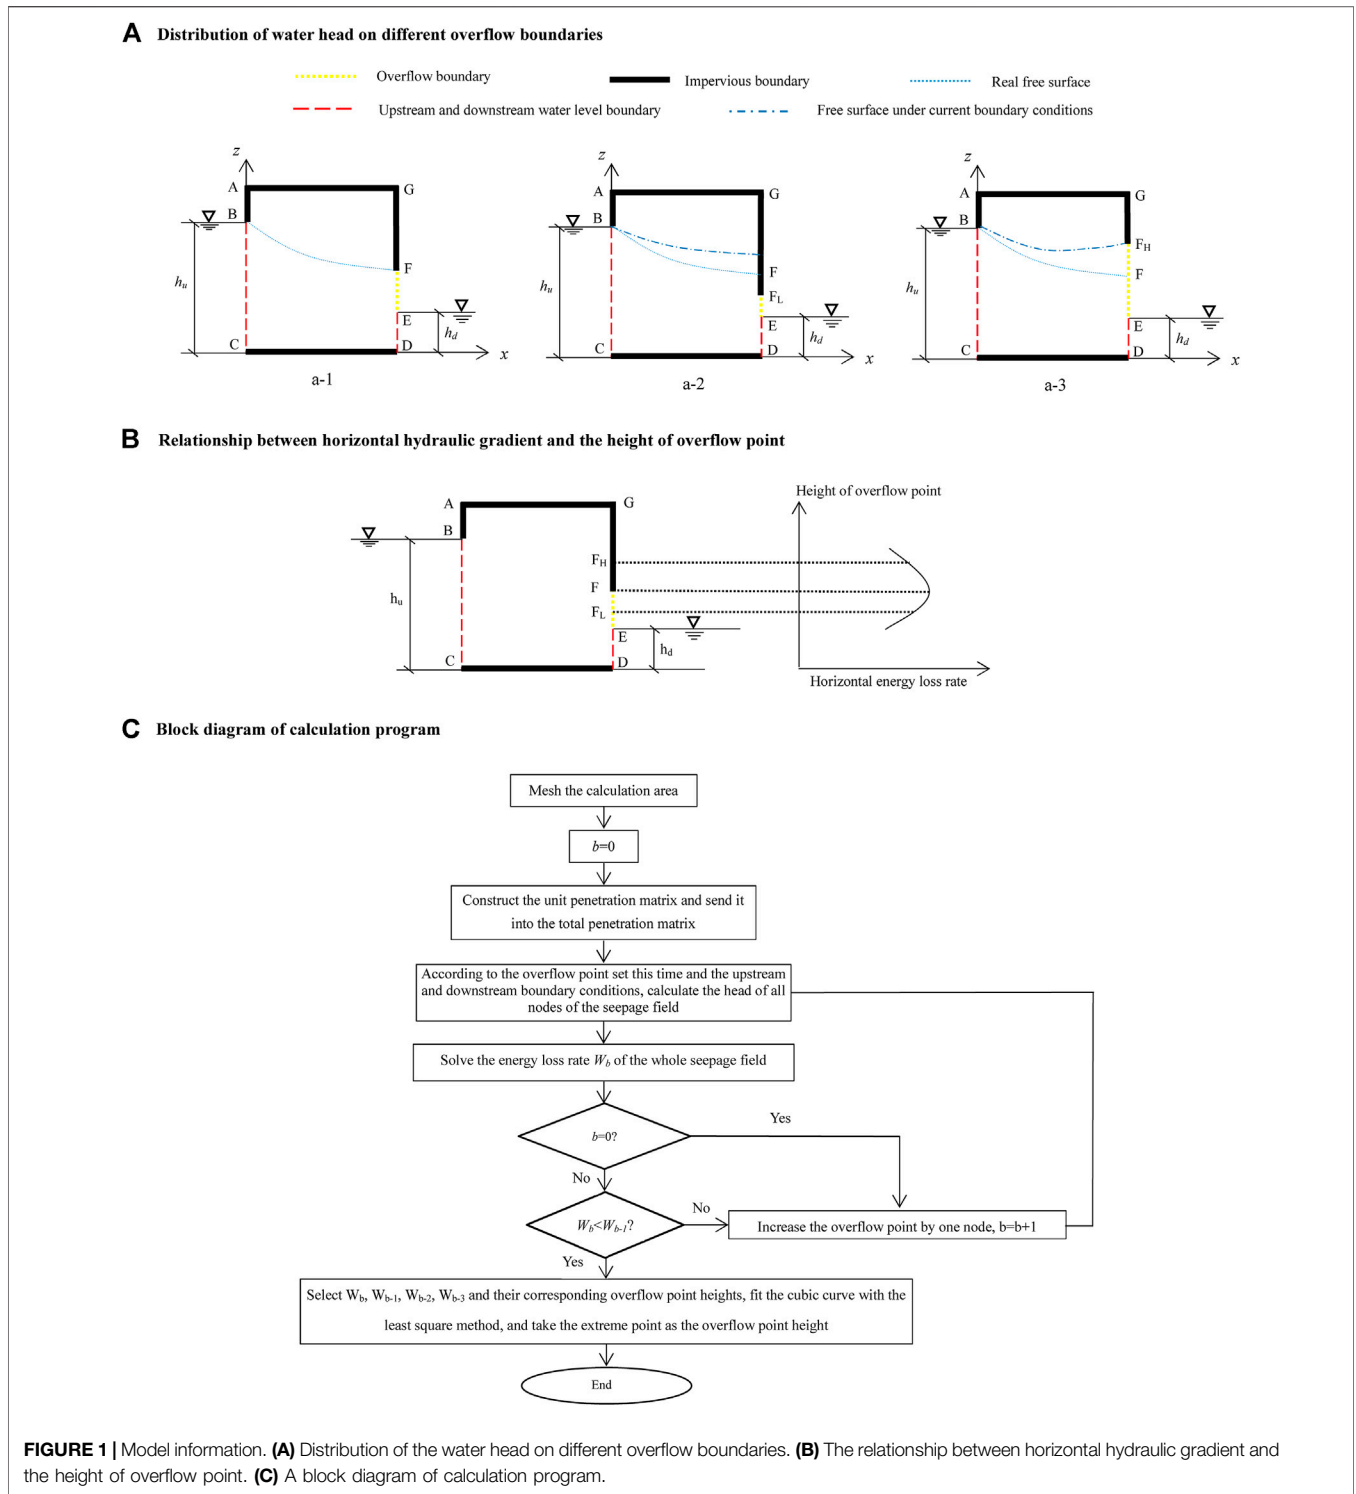 A Distribution of water head on different overflow boundaries
Overflow boundary
Impervious boundary
Real free surface
Upstream and downstream water level boundary
Free surface under current boundary conditions
z
A
G
B
F
hu
E
hd
C
D
x
a-1
z
A
G
B
F
FL
hu
E
hd
C
D
x
a-2
z
A
G
B
FH
F
hu
E
hd
C
D
x
a-3
B Relationship between horizontal hydraulic gradient and the height of overflow point
Height of overflow point
A
G
B
FH
F
FL
hu
E
hd
C
D
Horizontal energy loss rate
C Block diagram of calculation program
Mesh the calculation area
b=0
Construct the unit penetration matrix and send it
into the total penetration matrix
According to the overflow point set this time and the upstream
and downstream boundary conditions, calculate the head of all
nodes of the seepage field
Solve the energy loss rate Wb of the whole seepage field
b=0?
Yes
No
Wb<Wb-1?
No
Increase the overflow point by one node, b=b+1
Yes
Select Wb, Wb-1, Wb-2, Wb-3 and their corresponding overflow point heights, fit the cubic curve with the
least square method, and take the extreme point as the overflow point height
End
FIGURE 1 | Model information. (A) Distribution of the water head on different overflow boundaries. (B) The relationship between horizontal hydraulic gradient and
the height of overflow point. (C) A block diagram of calculation program.